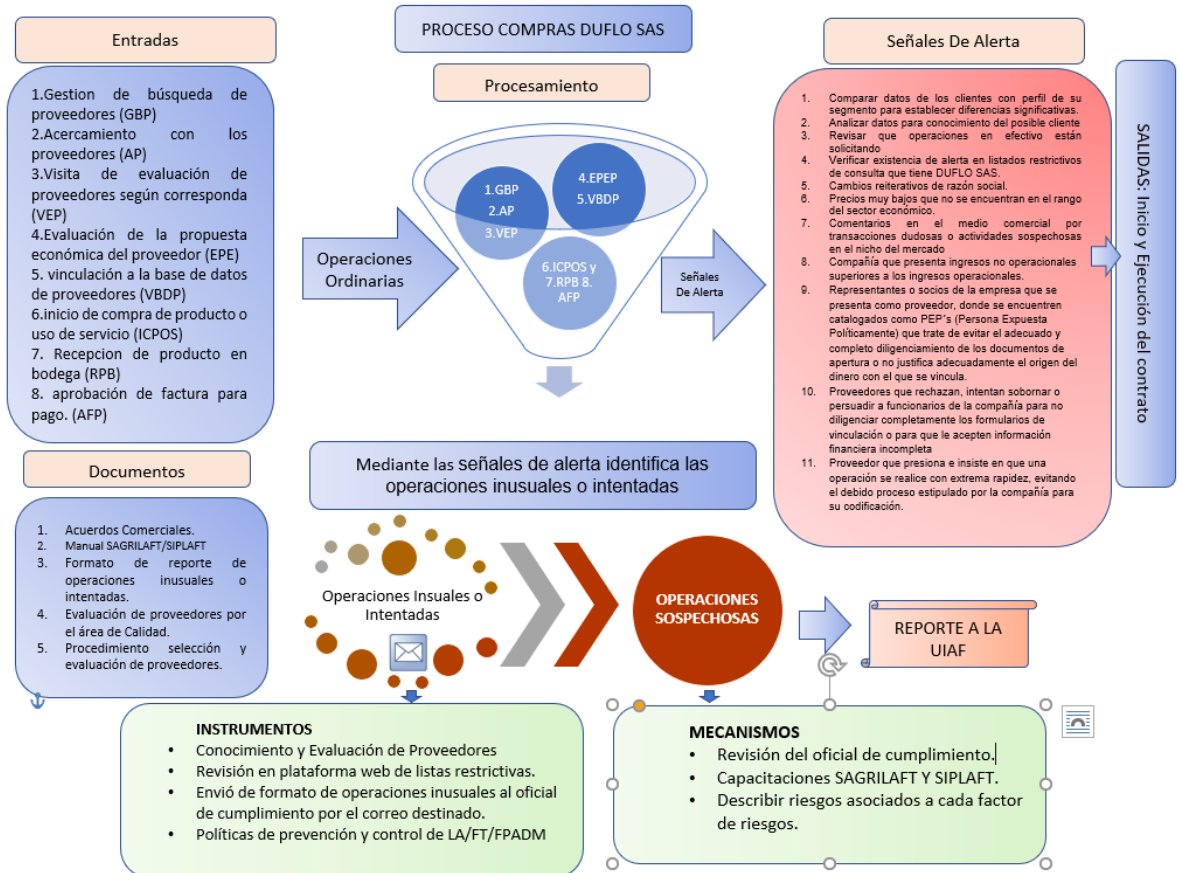 PROCESO COMPRAS DUFLO SAS
Entradas
1.Gestion de búsqueda de
proveedores (GBP)
2.Acercamiento con los
proveedores (AP)
3.Visita de evaluación de
proveedores según corresponda
(VEP)
4.Evaluación de la propuesta
económica del proveedor (EPE)
5. vinculación a la base de datos
de proveedores (VBDP)
6.inicio de compra de producto o
uso de servicio (ICPOS)
7. Recepcion de producto en
bodega (RPB)
8. aprobación de factura para
pago. (AFP)
Documentos
1. Acuerdos Comerciales.
2. Manual SAGRILAFT/SIPLAFT
3. Formato de reporte de
operaciones inusuales o
intentadas.
4. Evaluación de proveedores por
el área de Calidad.
5. Procedimiento selección y
evaluación de proveedores.
Operaciones
Ordinarias
Procesamiento
1.GBP
2.AP
3.VEP
4.EPEP
5.VBDP
6.ICPOS y
7.RPB 8.
AFP
Señales
De Alerta
Señales De Alerta
1. Comparar datos de los clientes con perfil de su
segmento para establecer diferencias significativas.
2. Analizar datos para conocimiento del posible cliente
3. Revisar que operaciones en efectivo están
solicitando
4. Verificar existencia de alerta en listados restrictivos
de consulta que tiene DUFLO SAS.
5. Cambios reiterativos de razón social.
6. Precios muy bajos que no se encuentran en el rango
del sector económico.
7. Comentarios en el medio comercial por
transacciones dudosas o actividades sospechosas
en el nicho del mercado
8. Compañía que presenta ingresos no operacionales
superiores a los ingresos operacionales.
9. Representantes o socios de la empresa que se
presenta como proveedor, donde se encuentren
catalogados como PEP´s (Persona Expuesta
Políticamente) que trate de evitar el adecuado y
completo diligenciamiento de los documentos de
apertura o no justifica adecuadamente el origen del
dinero con el que se vincula.
10. Proveedores que rechazan, intentan sobornar o
persuadir a funcionarios de la compañía para no
diligenciar completamente los formularios de
vinculación o para que le acepten información
financiera incompleta
11. Proveedor que presiona e insiste en que una
operación se realice con extrema rapidez, evitando
el debido proceso estipulado por la compañía para
su codificación.
SALIDAS: Inicio y Ejecución del contrato
Mediante las señales de alerta identifica las
operaciones inusuales o intentadas
Operaciones Insuales o
Intentadas
OPERACIONES
SOSPECHOSAS
REPORTE A LA
UIAF
INSTRUMENTOS
• Conocimiento y Evaluación de Proveedores
• Revisión en plataforma web de listas restrictivas.
• Envió de formato de operaciones inusuales al oficial
de cumplimiento por el correo destinado.
• Políticas de prevención y control de LA/FT/FPADM
MECANISMOS
• Revisión del oficial de cumplimiento.
• Capacitaciones SAGRILAFT Y SIPLAFT.
• Describir riesgos asociados a cada factor
de riesgos.